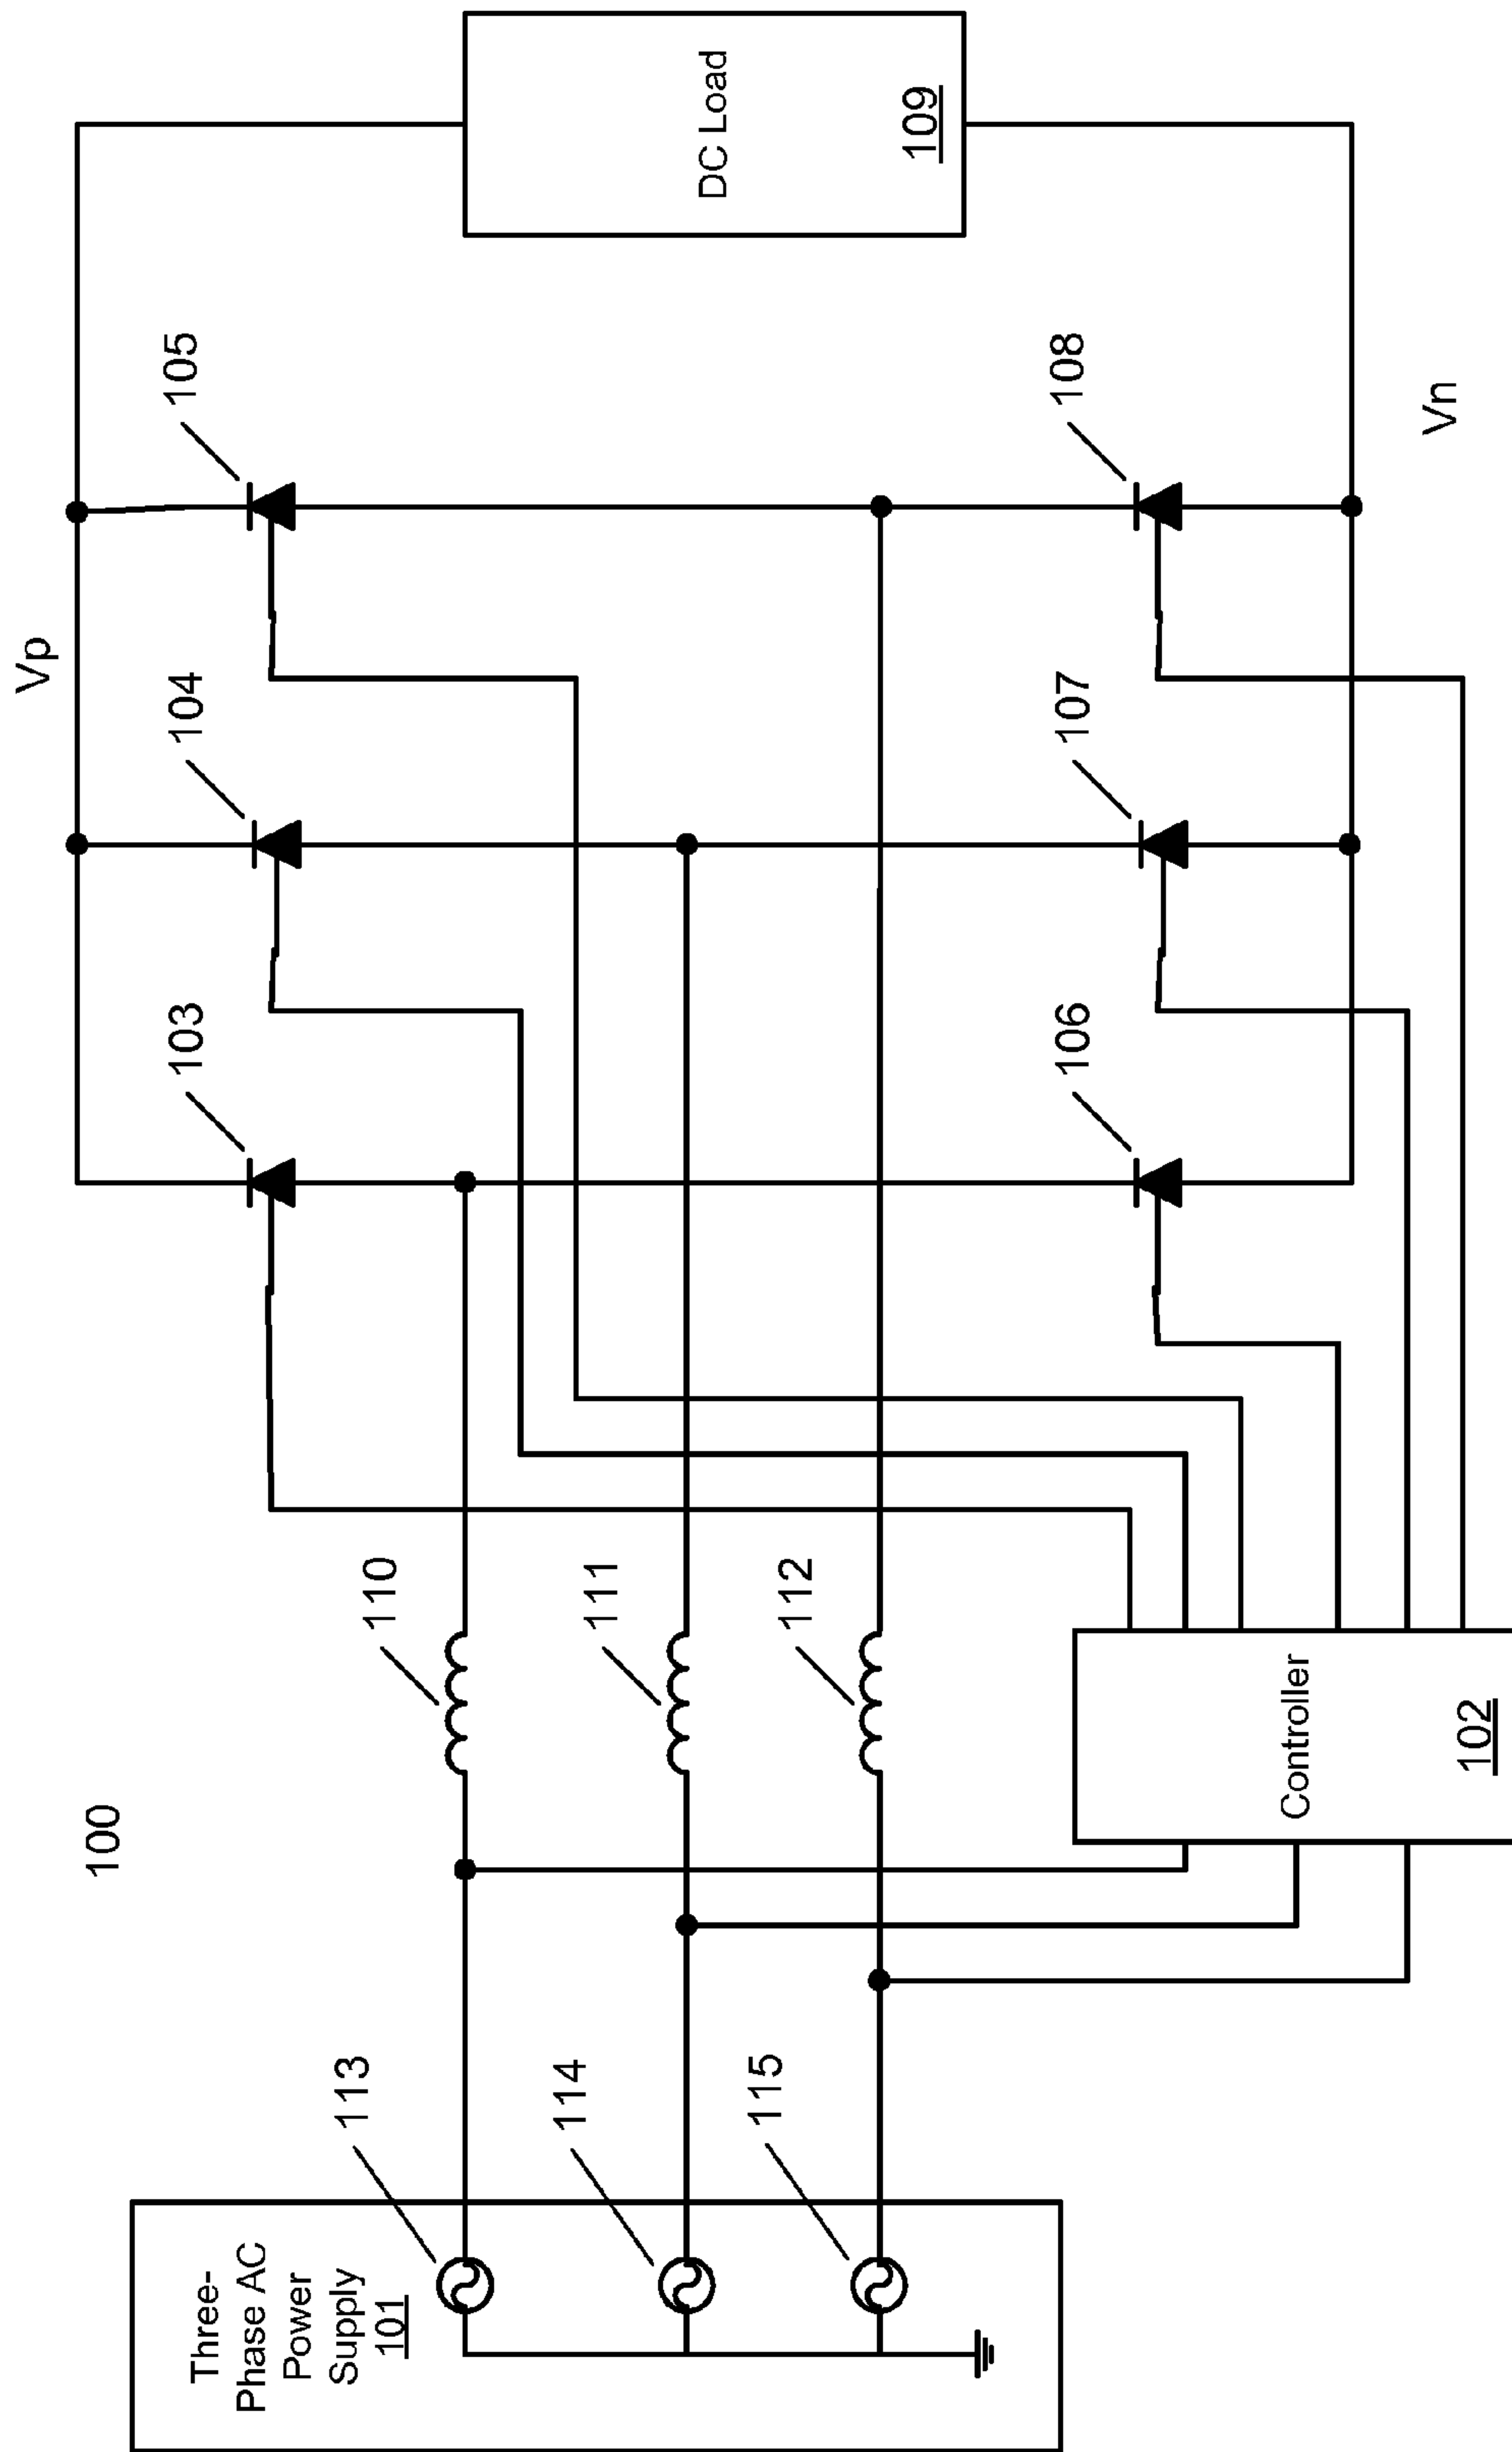 100
Three-
Phase AC
Power
Supply
101
113
114
115
110
111
112
Controller
102
103
104
105
106
107
108
Vp
Vn
DC Load
109